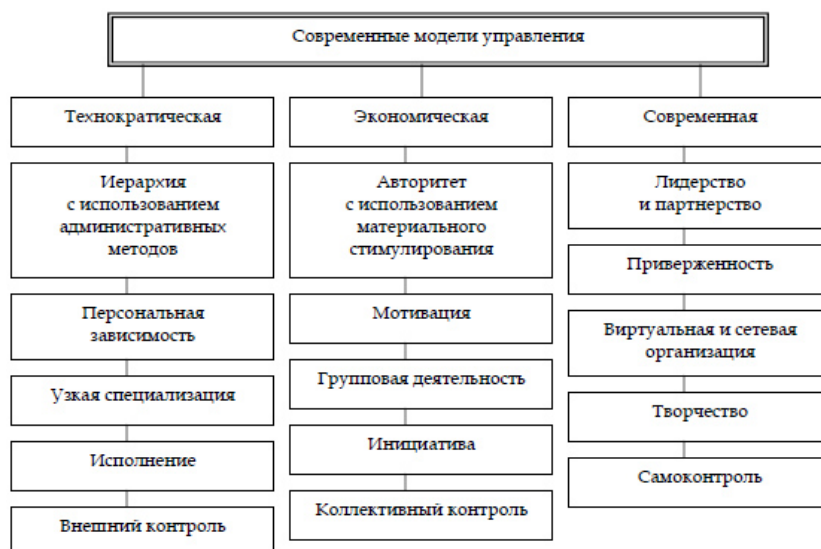 Современные модели управления
Технократическая
Иерархия
с использованием
административных
методов
Персональная
зависимость
Узкая специализация
Исполнение
Внешний контроль
Экономическая
Авторитет
с использованием
материального
стимулирования
Мотивация
Групповая деятельность
Инициатива
Коллективный контроль
Современная
Лидерство
и партнерство
Приверженность
Виртуальная и сетевая
организация
Творчество
Самоконтроль